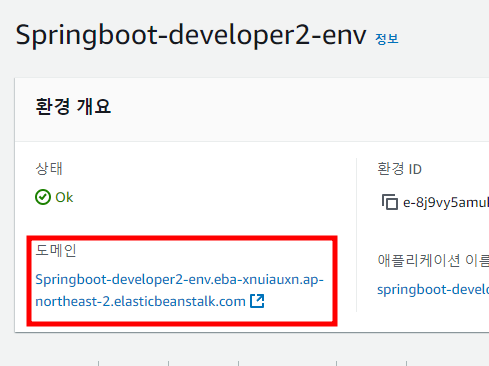 Springboot-developer2-env 정보
환경 개요
상태
Ok
도메인
Springboot-developer2-env.eba-xnuiauxn.ap-
northeast-2.elasticbeanstalk.com
환경 ID
e-8j9vy5amu
애플리케이션 이름
springboot-develo